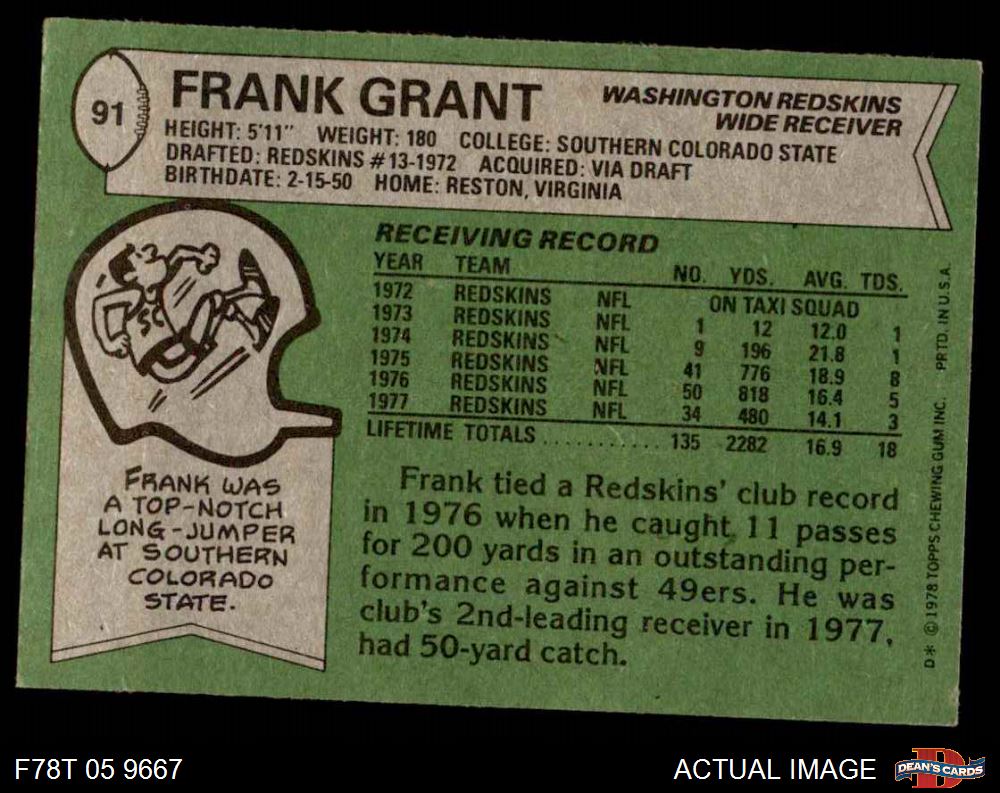 91
FRANK GRANT
WASHINGTON REDSKINS
WIDE RECEIVER
HEIGHT: 5'11" WEIGHT: 180 COLLEGE: SOUTHERN COLORADO STATE
DRAFTED: REDSKINS #13-1972 ACQUIRED: VIA DRAFT
BIRTHDATE: 2-15-50 HOME: RESTON, VIRGINIA
RECEIVING RECORD
YEAR TEAM NO. YDS. AVG. TDS.
1972 REDSKINS NFL ON TAXI SQUAD
1973 REDSKINS NFL 1 12 12.0 1
1974 REDSKINS NFL 9 196 21.8 1
1975 REDSKINS NFL 41 776 18.9 8
1976 REDSKINS NFL 50 818 16.4 5
1977 REDSKINS NFL 34 480 14.1 3
LIFETIME TOTALS........... 135 2282 16.9 18
SC
FRANK WAS
A TOP-NOTCH
LONG-JUMPER
AT SOUTHERN
COLORADO
STATE.
Frank tied a Redskins' club record
in 1976 when he caught 11 passes
for 200 yards in an outstanding per-
formance against 49ers. He was
club's 2nd-leading receiver in 1977,
had 50-yard catch.
D* © 1978 TOPPS CHEWING GUM INC. PRTD. IN U.S.A.
F78T 05 9667
ACTUAL IMAGE
DEAN'S CARDS